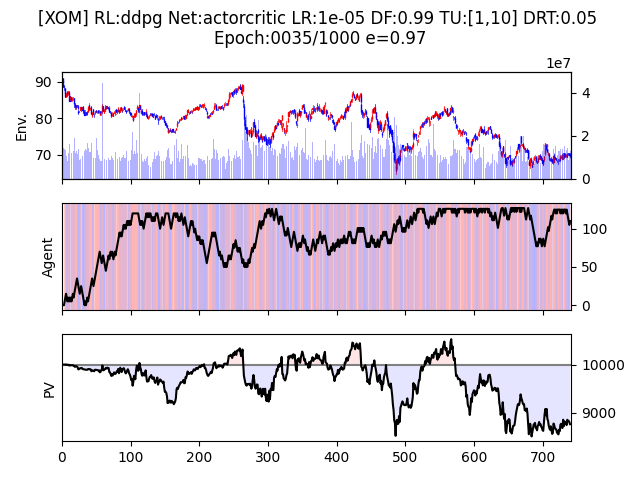 [XOM] RL:ddpg Net:actorcritic LR:1e-05 DF:0.99 TU:[1,10] DRT:0.05
Epoch:0035/1000 e=0.97
1e7
90
80
70
Env.
4
2
0
Agent
100
50
0
PV
10000
9000
0 100 200 300 400 500 600 700